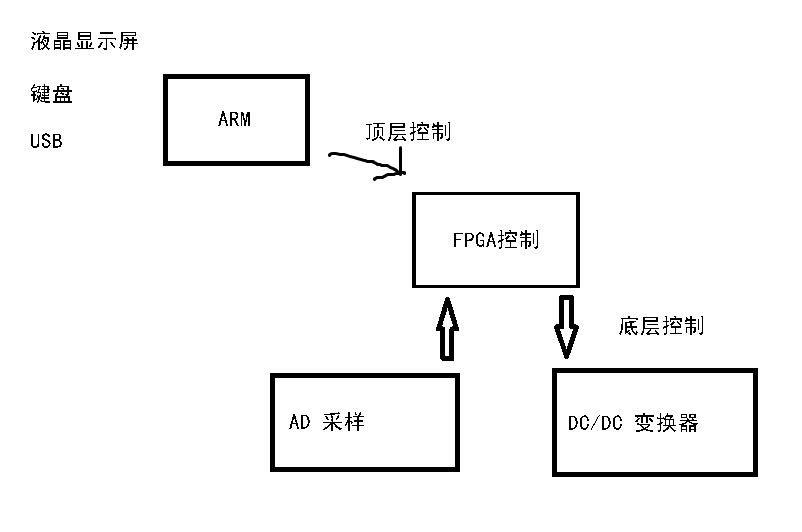 液晶显示屏
键盘
USB
ARM
顶层控制
FPGA控制
底层控制
AD 采样
DC/DC 变换器